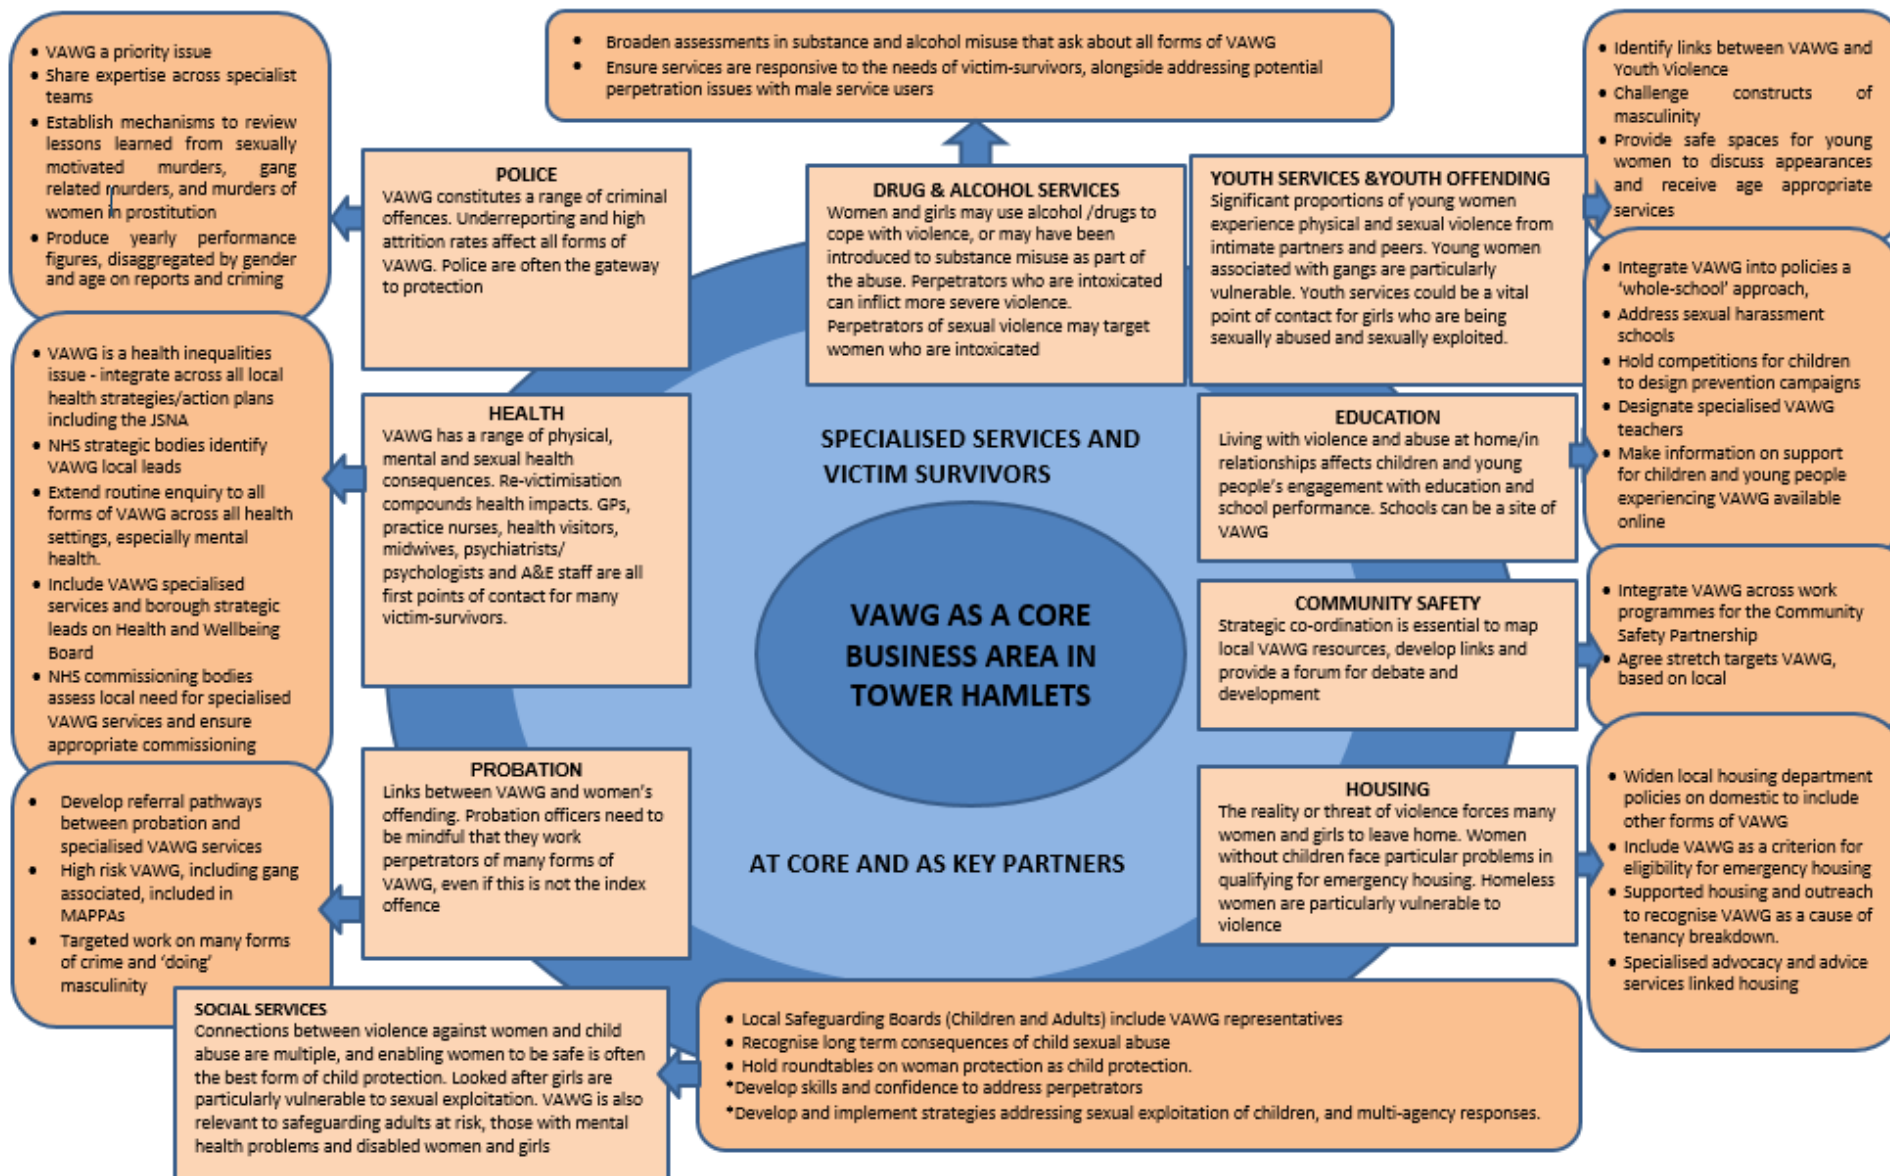 • VAWG a priority issue
• Share expertise across specialist
teams
• Establish mechanisms to review
lessons learned from sexually
motivated murders, gang
related murders, and murders of
women in prostitution
• Produce yearly performance
figures, disaggregated by gender
and age on reports and criming
• Broaden assessments in substance and alcohol misuse that ask about all forms of VAWG
• Ensure services are responsive to the needs of victim-survivors, alongside addressing potential
perpetration issues with male service users
• Identify links between VAWG and
Youth Violence
• Challenge constructs of
masculinity
• Provide safe spaces for young
women to discuss appearances
and receive age appropriate
services
POLICE
VAWG constitutes a range of criminal
offences. Underreporting and high
attrition rates affect all forms of
VAWG. Police are often the gateway
to protection
DRUG & ALCOHOL SERVICES
Women and girls may use alcohol /drugs to
cope with violence, or may have been
introduced to substance misuse as part of
the abuse. Perpetrators who are intoxicated
can inflict more severe violence.
Perpetrators of sexual violence may target
women who are intoxicated
YOUTH SERVICES &YOUTH OFFENDING
Significant proportions of young women
experience physical and sexual violence from
intimate partners and peers. Young women
associated with gangs are particularly
vulnerable. Youth services could be a vital
point of contact for girls who are being
sexually abused and sexually exploited.
• Integrate VAWG into policies a
'whole-school' approach,
• Address sexual harassment
schools
• Hold competitions for children
to design prevention campaigns
• Designate specialised VAWG
teachers
• Make information on support
for children and young people
experiencing VAWG available
online
• VAWG is a health inequalities
issue - integrate across all local
health strategies/action plans
including the JSNA
• NHS strategic bodies identify
VAWG local leads
• Extend routine enquiry to all
forms of VAWG across all health
settings, especially mental
health.
• Include VAWG specialised
services and borough strategic
leads on Health and Wellbeing
Board
• NHS commissioning bodies
assess local need for specialised
VAWG services and ensure
appropriate commissioning
HEALTH
VAWG has a range of physical,
mental and sexual health
consequences. Re-victimisation
compounds health impacts. GPs,
practice nurses, health visitors,
midwives, psychiatrists/
psychologists and A&E staff are all
first points of contact for many
victim-survivors.
SPECIALISED SERVICES AND
VICTIM SURVIVORS
VAWG AS A CORE
BUSINESS AREA IN
TOWER HAMLETS
AT CORE AND AS KEY PARTNERS
EDUCATION
Living with violence and abuse at home/in
relationships affects children and young
people's engagement with education and
school performance. Schools can be a site of
VAWG
COMMUNITY SAFETY
Strategic co-ordination is essential to map
local VAWG resources, develop links and
provide a forum for debate and
development
• Integrate VAWG across work
programmes for the Community
Safety Partnership
• Agree stretch targets VAWG,
based on local
PROBATION
Links between VAWG and women's
offending. Probation officers need to
be mindful that they work
perpetrators of many forms of
VAWG, even if this is not the index
offence
• Develop referral pathways
between probation and
specialised VAWG services
• High risk VAWG, including gang
associated, included in
MAPPAs
• Targeted work on many forms
of crime and 'doing'
masculinity
HOUSING
The reality or threat of violence forces many
women and girls to leave home. Women
without children face particular problems in
qualifying for emergency housing. Homeless
women are particularly vulnerable to
violence
• Widen local housing department
policies on domestic to include
other forms of VAWG
• Include VAWG as a criterion for
eligibility for emergency housing
• Supported housing and outreach
to recognise VAWG as a cause of
tenancy breakdown.
• Specialised advocacy and advice
services linked housing
SOCIAL SERVICES
Connections between violence against women and child
abuse are multiple, and enabling women to be safe is often
the best form of child protection. Looked after girls are
particularly vulnerable to sexual exploitation. VAWG is also
relevant to safeguarding adults at risk, those with mental
health problems and disabled women and girls
• Local Safeguarding Boards (Children and Adults) include VAWG representatives
• Recognise long term consequences of child sexual abuse
• Hold roundtables on woman protection as child protection.
*Develop skills and confidence to address perpetrators
*Develop and implement strategies addressing sexual exploitation of children, and multi-agency responses.